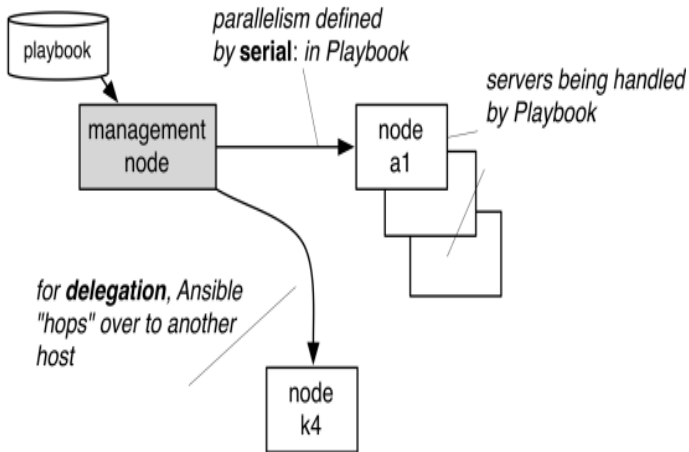 playbook
parallelism defined
by serial: in Playbook
servers being handled
by Playbook
management
node
node
a1
for delegation, Ansible
"hops" over to another
host
node
k4